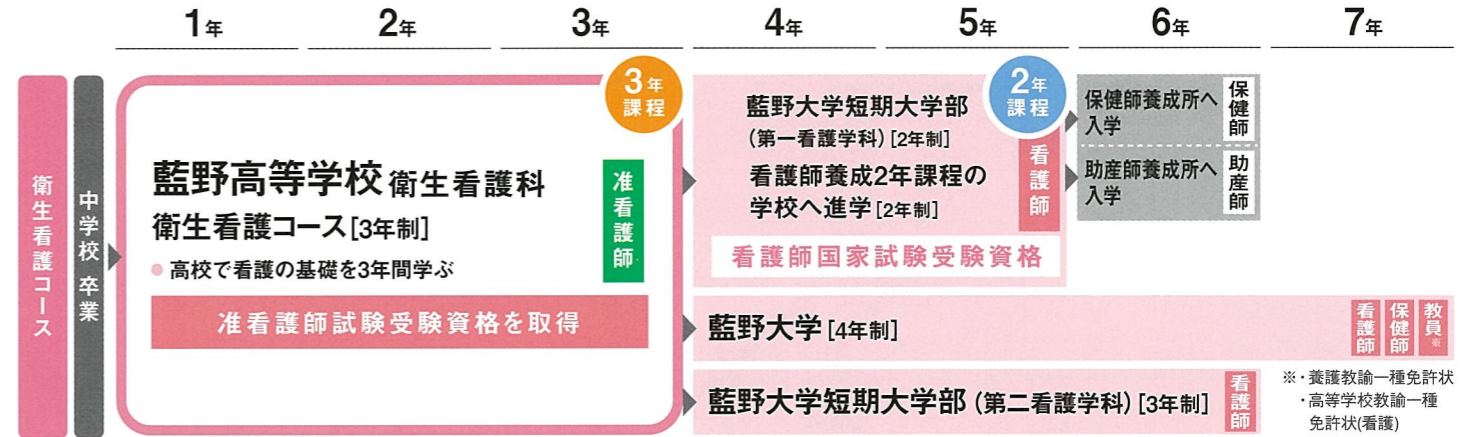 1年 2年 3年 4年 5年 6年 7年
衛生看護コース
中学校 卒業
3年
課程
藍野高等学校 衛生看護科
衛生看護コース[3年制]
● 高校で看護の基礎を3年間学ぶ
准看護師
准看護師試験受験資格を取得
2年
課程
藍野大学短期大学部
(第一看護学科)[2年制]
看護師養成2年課程の
学校へ進学[2年制]
看護師
看護師国家試験受験資格
保健師養成所へ
入学
保健師
助産師養成所へ
入学
助産師
藍野大学[4年制]
看護師
保健師
教員※
藍野大学短期大学部(第二看護学科)[3年制]
看護師
※・養護教諭一種免許状
・高等学校教諭一種
免許状(看護)